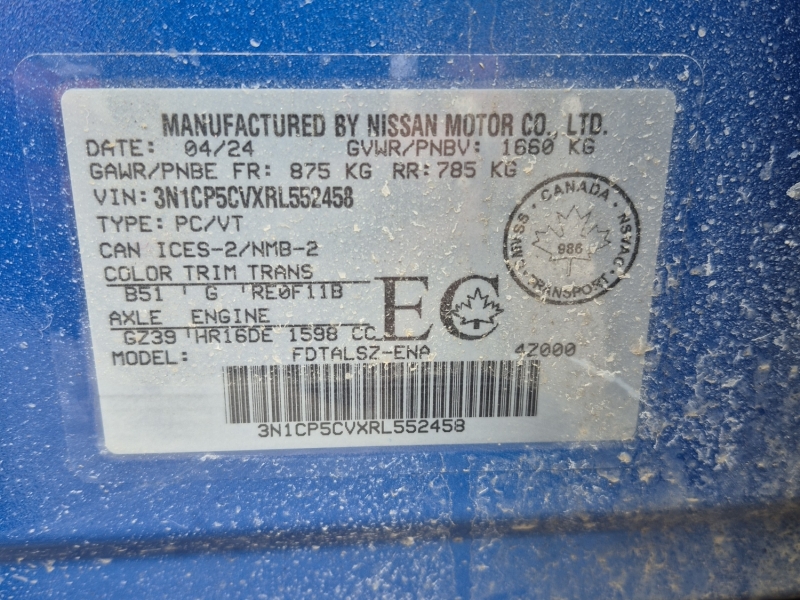 MANUFACTURED BY NISSAN MOTOR CO., LTD.
DATE: 04/24 GVWR/PNBV: 1660 KG
GAWR/PNBE FR: 875 KG RR: 785 KG
VIN: 3N1CP5CVXRL552458
TYPE: PC/VT
CAN ICES-2/NMB-2
COLOR TRIM TRANS
B51 G RE0F11B
AXLE ENGINE
GZ39 HR16DE 1598 CC
MODEL: FDTALSZ-ENA 4Z000
EC
CANADA
CMVSS 986 NSVAC
TRANSPORT
3N1CP5CVXRL552458